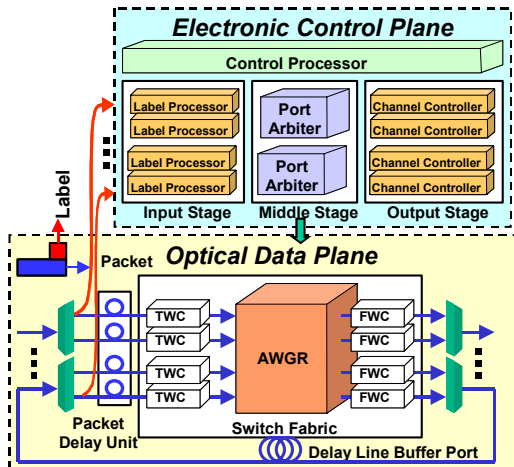 Electronic Control Plane
Control Processor
Label Processor
Label Processor
Label Processor
Label Processor
Port
Arbiter
Port
Arbiter
Channel Controller
Channel Controller
Channel Controller
Channel Controller
Input Stage
Middle Stage
Output Stage
Label
Packet
Optical Data Plane
TWC
TWC
TWC
TWC
AWGR
FWC
FWC
FWC
FWC
Packet
Delay Unit
Switch Fabric
Delay Line Buffer Port